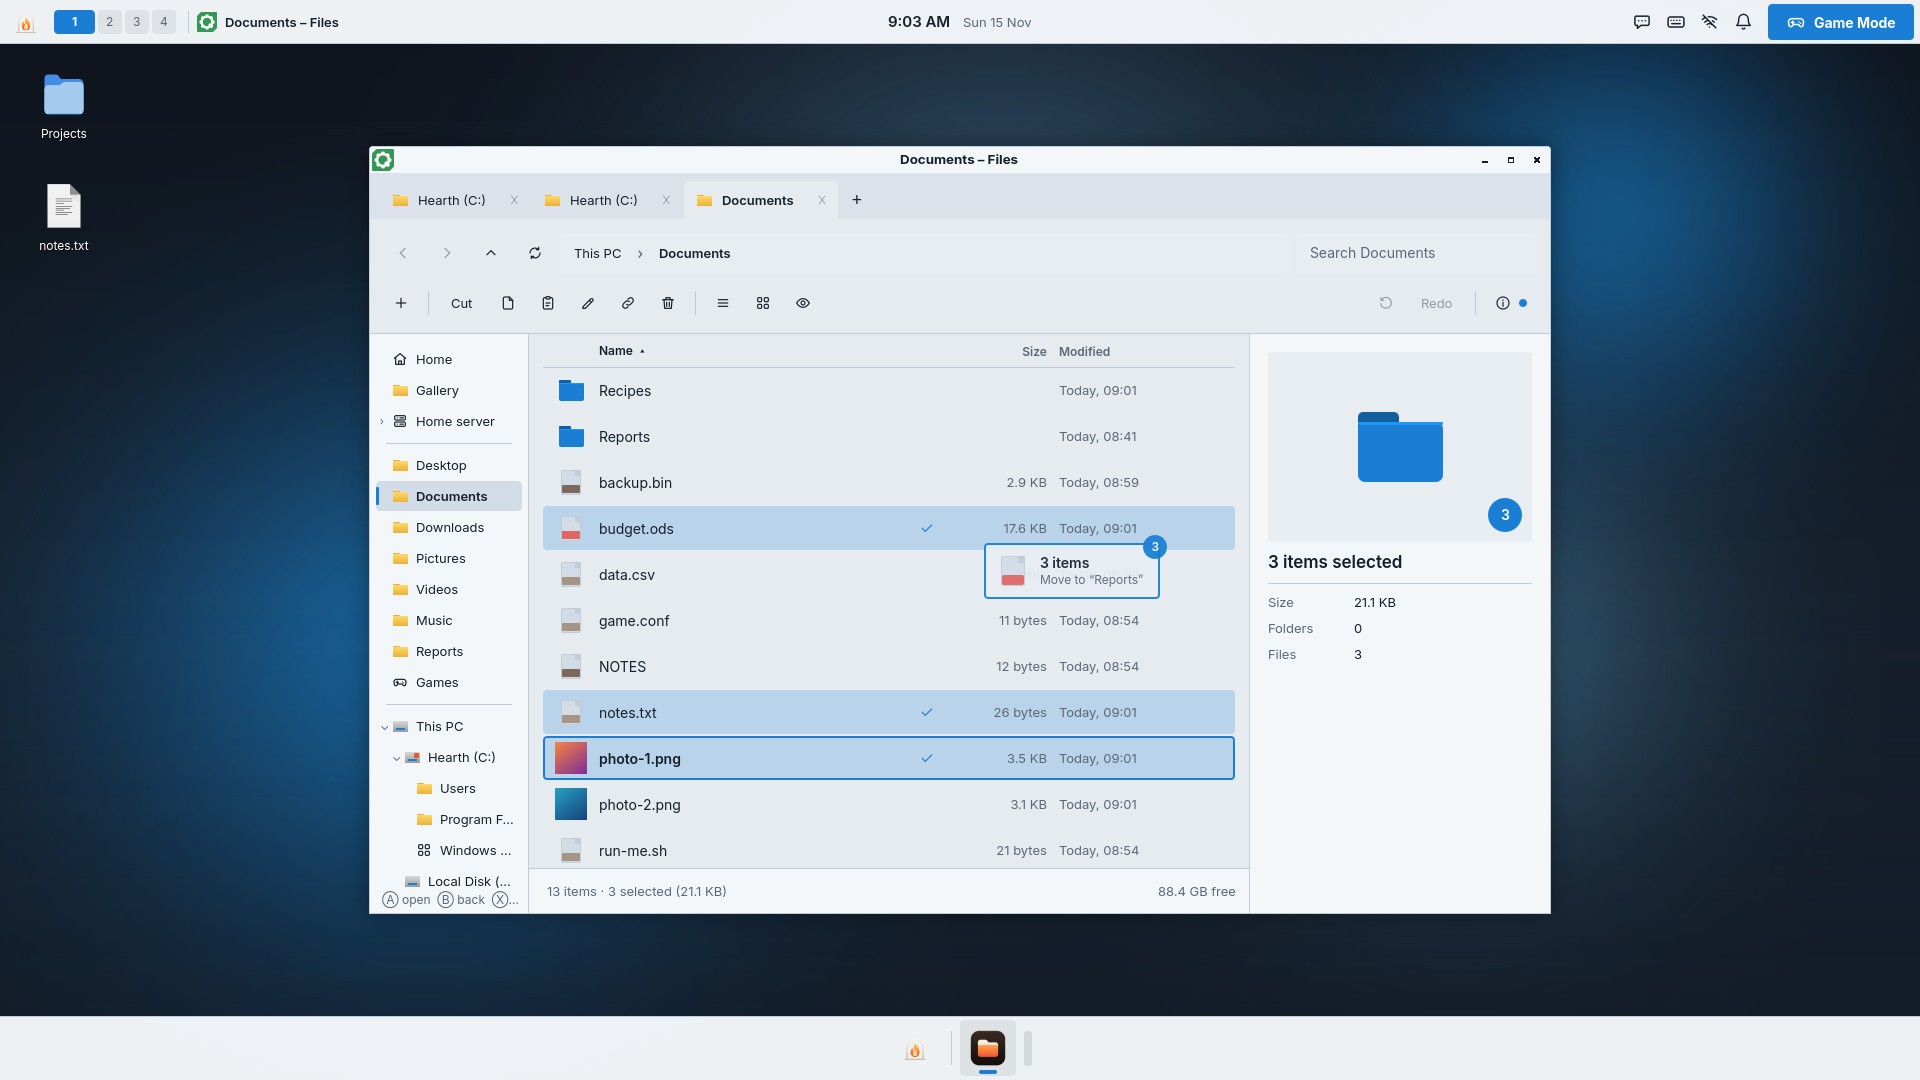 1 2 3 4 Documents – Files 9:03 AM Sun 15 Nov Game Mode
Projects
notes.txt
Documents – Files
Hearth (C:) X Hearth (C:) X Documents X +
This PC › Documents Search Documents
Cut Redo
Home
Gallery
Home server
Desktop
Documents
Downloads
Pictures
Videos
Music
Reports
Games
This PC
Hearth (C:)
Users
Program F...
Windows ...
Local Disk (...
A open B back X...
Name Size Modified
Recipes Today, 09:01
Reports Today, 08:41
backup.bin 2.9 KB Today, 08:59
budget.ods 17.6 KB Today, 09:01
data.csv
3 items 3
Move to “Reports”
game.conf 11 bytes Today, 08:54
NOTES 12 bytes Today, 08:54
notes.txt 26 bytes Today, 09:01
photo-1.png 3.5 KB Today, 09:01
photo-2.png 3.1 KB Today, 09:01
run-me.sh 21 bytes Today, 08:54
13 items · 3 selected (21.1 KB) 88.4 GB free
3
3 items selected
Size 21.1 KB
Folders 0
Files 3